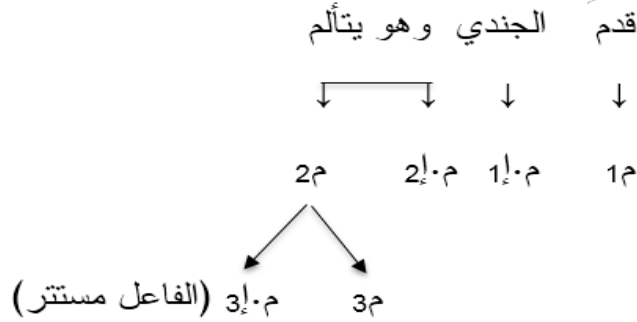 قدم الجندي وهو يتألم
م1 م.إ1 م.إ2 م2
م3 م.إ3 (الفاعل مستتر)